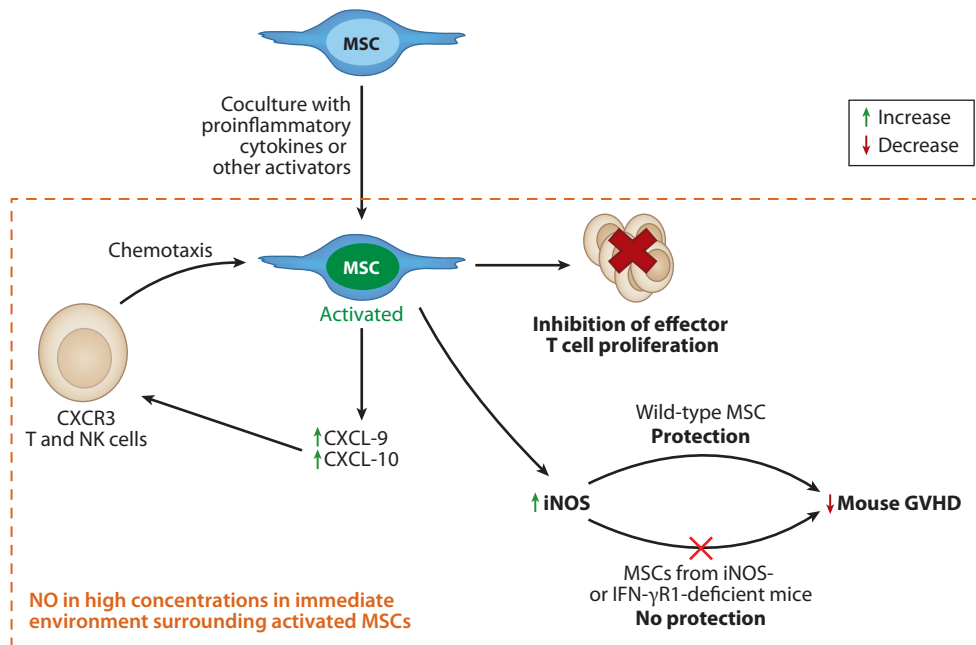 MSC
Coculture with
proinflammatory
cytokines or
other activators
↑ Increase
↓ Decrease
Chemotaxis
MSC
Activated
Inhibition of effector
T cell proliferation
CXCR3
T and NK cells
↑CXCL-9
↑CXCL-10
Wild-type MSC
Protection
↑iNOS
↓Mouse GVHD
MSCs from iNOS-
or IFN-γR1-deficient mice
No protection
NO in high concentrations in immediate
environment surrounding activated MSCs